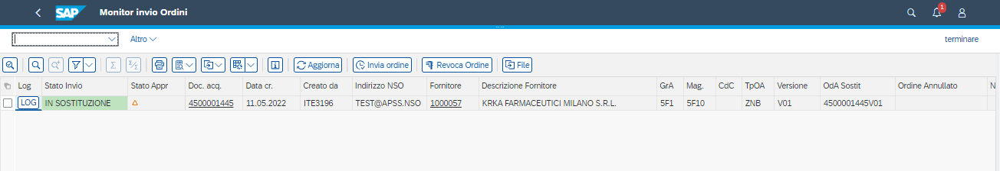 SAP Monitor invio Ordini 1
Altro terminare
Aggiorna Invia ordine Revoca Ordine File
Log Stato Invio Stato Appr Doc. acq. Data cr. Creato da Indirizzo NSO Fornitore Descrizione Fornitore GrA Mag. CdC TpOA Versione OdA Sostit Ordine Annullato N
LOG IN SOSTITUZIONE 4500001445 11.05.2022 ITE3196 TEST@APSS.NSO 1000057 KRKA FARMACEUTICI MILANO S.R.L. 5F1 5F10 ZNB V01 4500001445V01